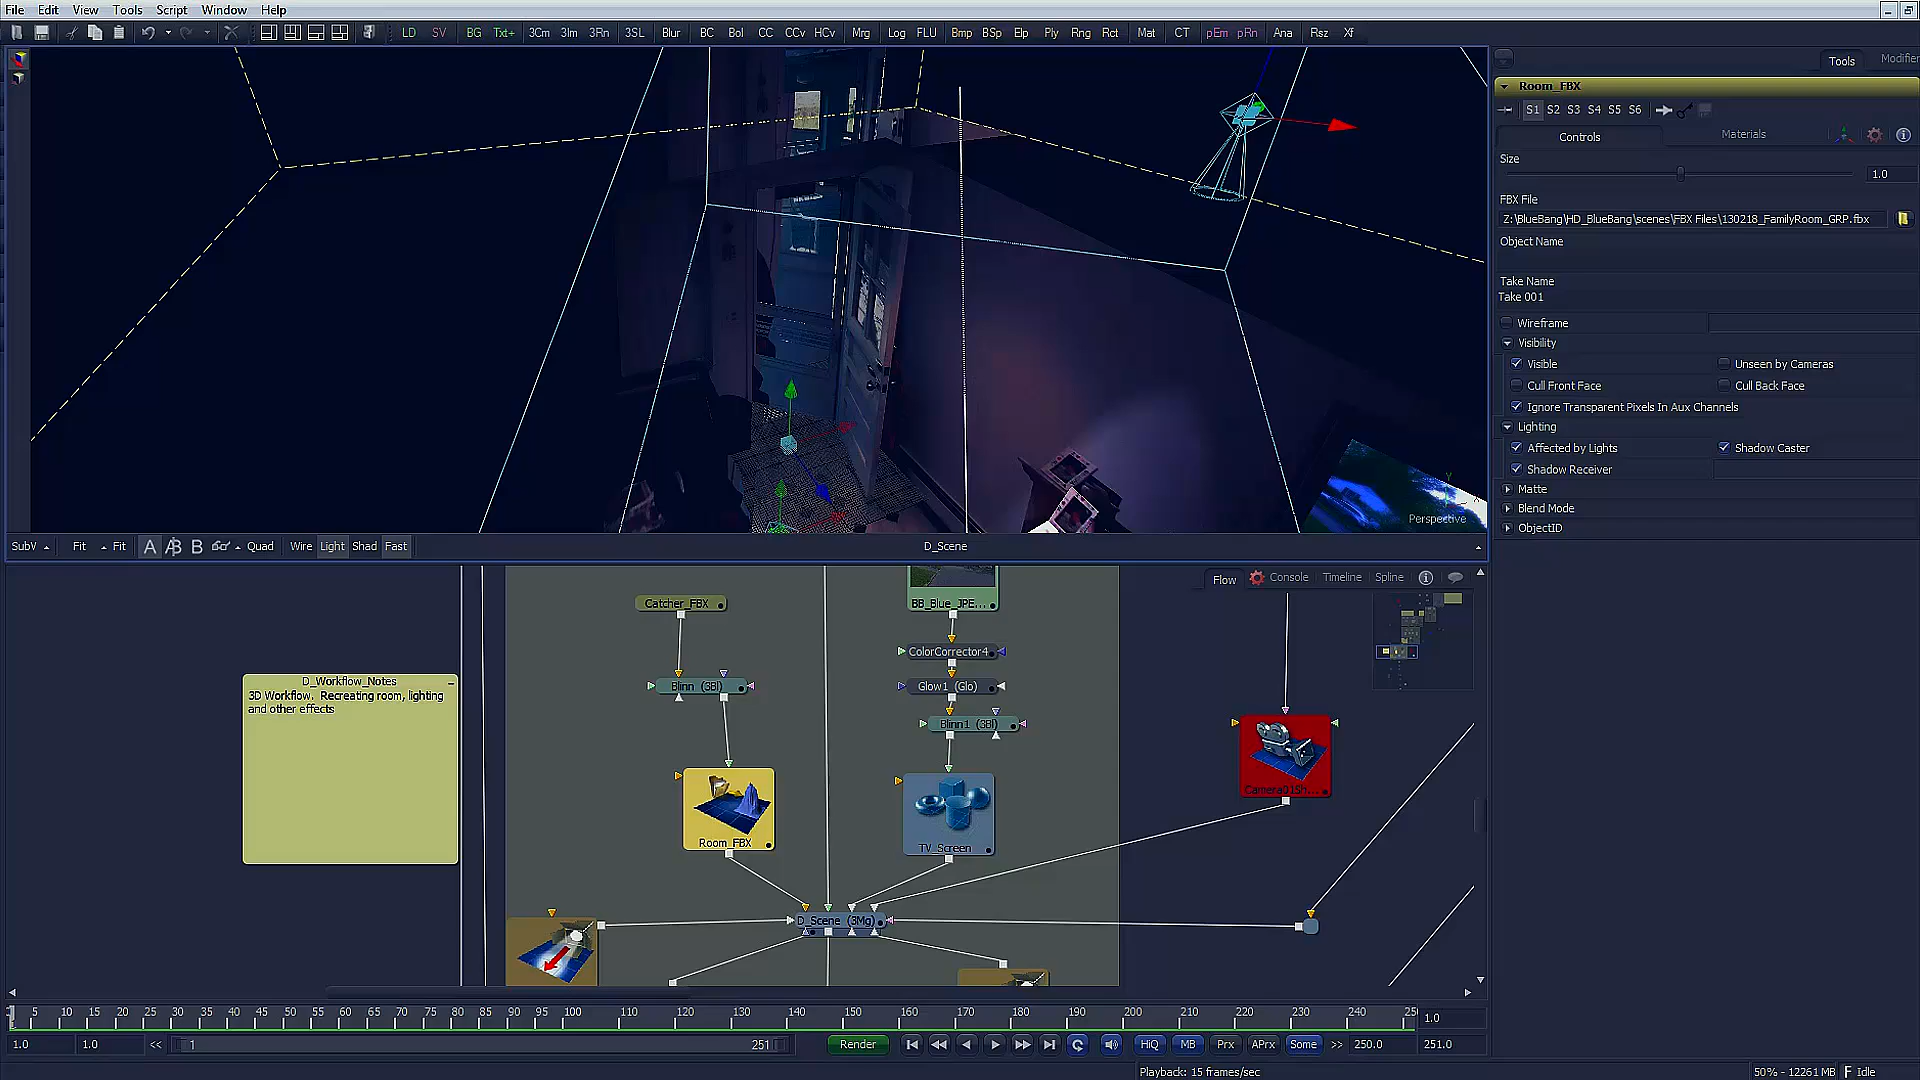 File Edit View Tools Script Window Help
LD SV BG Txt+ 3Cm 3Im 3Rn 3SL Blur BC Bol CC CCv HCv Mrg Log FLU Bmp BSp Elp Ply Rng Rct Mat CT pEm pRn Ana Rsz Xf
Tools Modifier
Room_FBX
S1 S2 S3 S4 S5 S6
Controls Materials
Size
1.0
FBX File
Z:\BlueBang\HD_BlueBang\scenes\FBX Files\130218_FamilyRoom_GRP.fbx
Object Name
Take Name
Take 001
Wireframe
Visibility
Visible Unseen by Cameras
Cull Front Face Cull Back Face
Ignore Transparent Pixels In Aux Channels
Lighting
Affected by Lights Shadow Caster
Shadow Receiver
Matte
Blend Mode
ObjectID
Perspective
SubV Fit Fit A B Quad Wire Light Shad Fast D_Scene
Flow Console Timeline Spline
Catcher_FBX
BB_Blue_JPE...
ColorCorrector4...
Blinn (3Bl)
Glow1 (Glo)
Blinn1 (3Bl)
D_Workflow_Notes
3D Workflow. Recreating room, lighting
and other effects
Room_FBX
TV_Screen
Camera01Sh...
D_Scene (3Mg)
5 10 15 20 25 30 35 40 45 50 55 60 65 70 75 80 85 90 95 100 110 120 130 140 150 160 170 180 190 200 210 220 230 240 25
1.0
1.0 1.0 << 1 251 Render HiQ MB Prx APrx Some >> 250.0 251.0
Playback: 15 frames/sec
50% - 12261 MB Idle